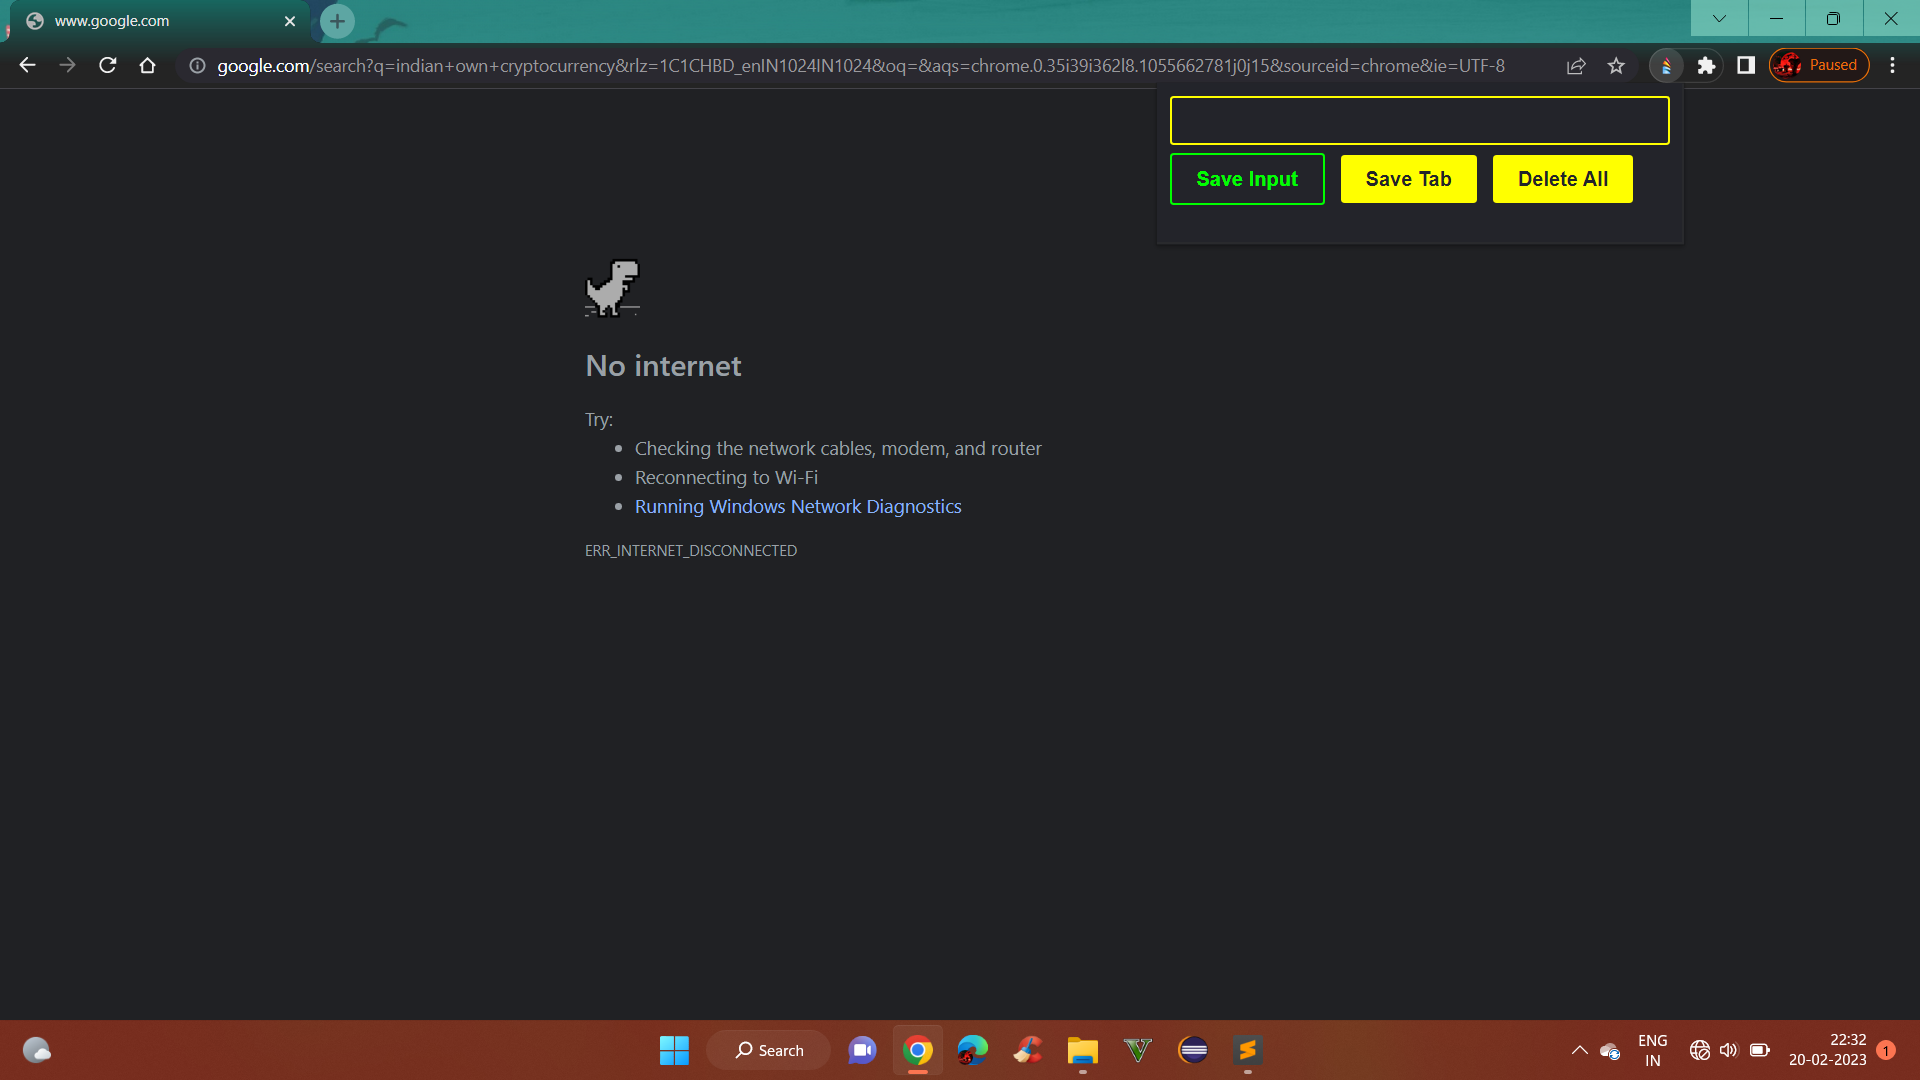 www.google.com
google.com/search?q=indian+own+cryptocurrency&rlz=1C1CHBD_enIN1024IN1024&oq=&aqs=chrome.0.35i39i362l8.1055662781j0j15&sourceid=chrome&ie=UTF-8
Paused
Save Input Save Tab Delete All
No internet
Try:
Checking the network cables, modem, and router
Reconnecting to Wi-Fi
Running Windows Network Diagnostics
ERR_INTERNET_DISCONNECTED
Search
ENG
IN
22:32
20-02-2023
1